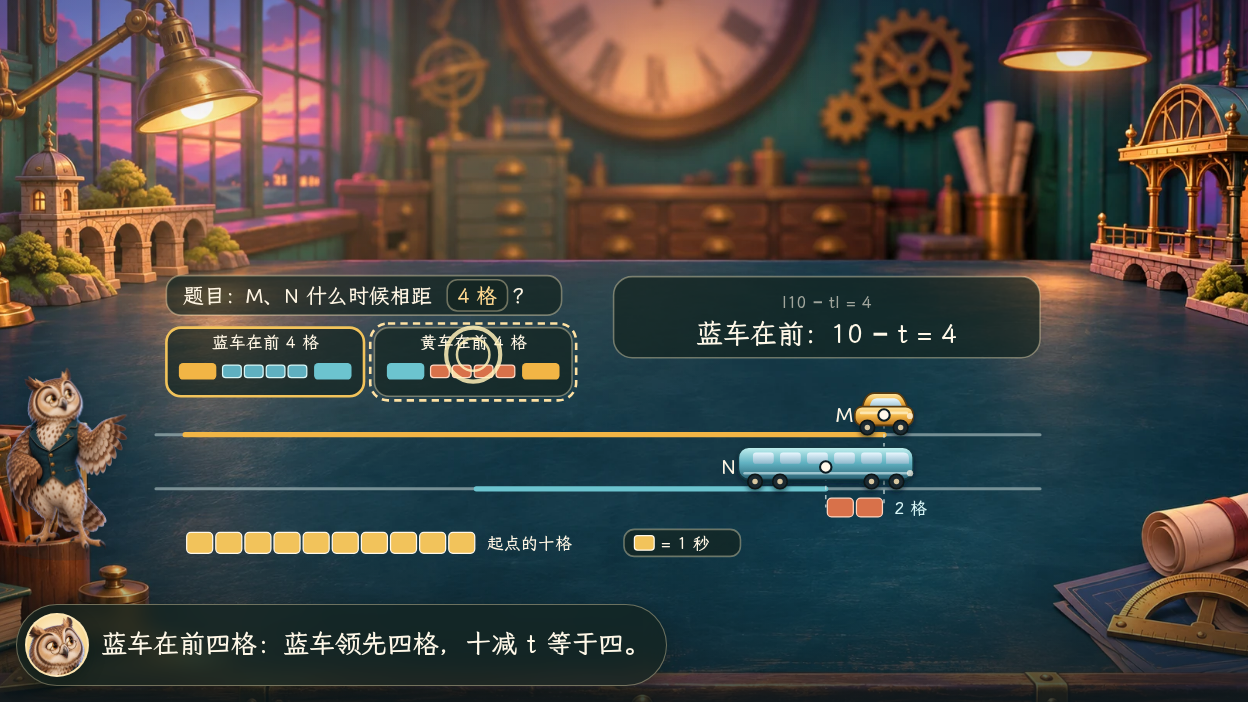 题目：M、N 什么时候相距 4 格 ？
蓝车在前 4 格
黄车在前 4 格
|10 − t| = 4
蓝车在前：10 − t = 4
M
N
2 格
起点的十格
= 1 秒
蓝车在前四格：蓝车领先四格，十减 t 等于四。